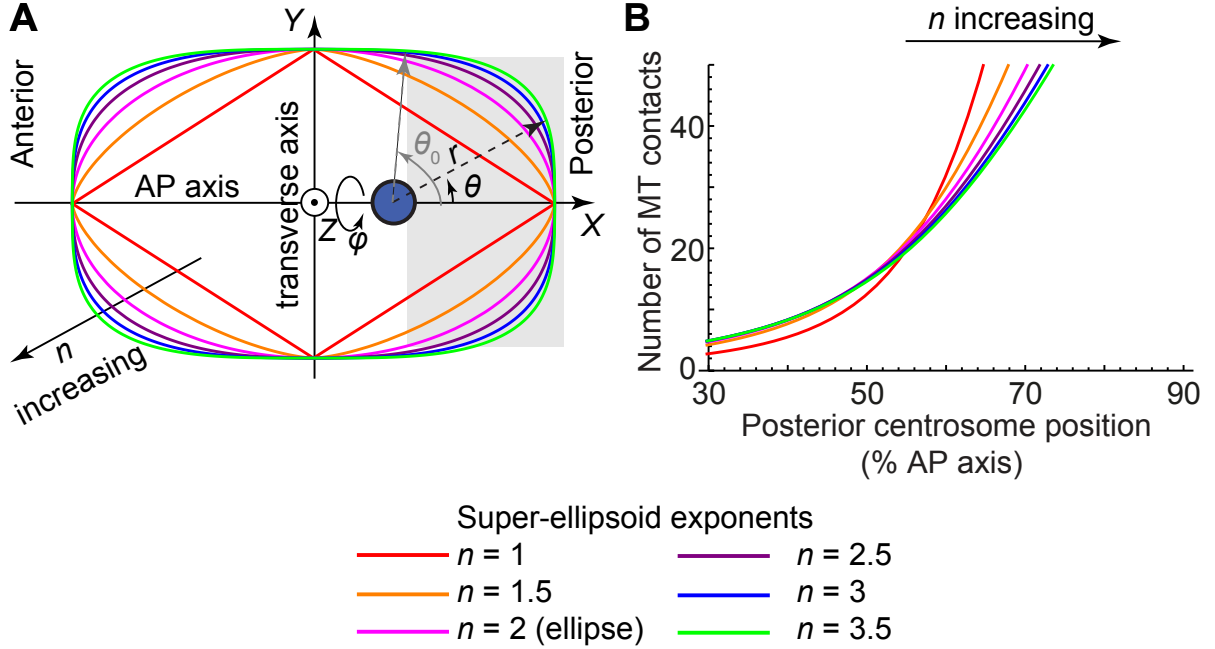 A
Y
Anterior
Posterior
θ0
r
θ
AP axis
transverse axis
Z
φ
X
n
increasing
B
n increasing
Number of MT contacts
40
20
0
30
50
70
90
Posterior centrosome position
(% AP axis)
Super-ellipsoid exponents
n = 1
n = 1.5
n = 2 (ellipse)
n = 2.5
n = 3
n = 3.5